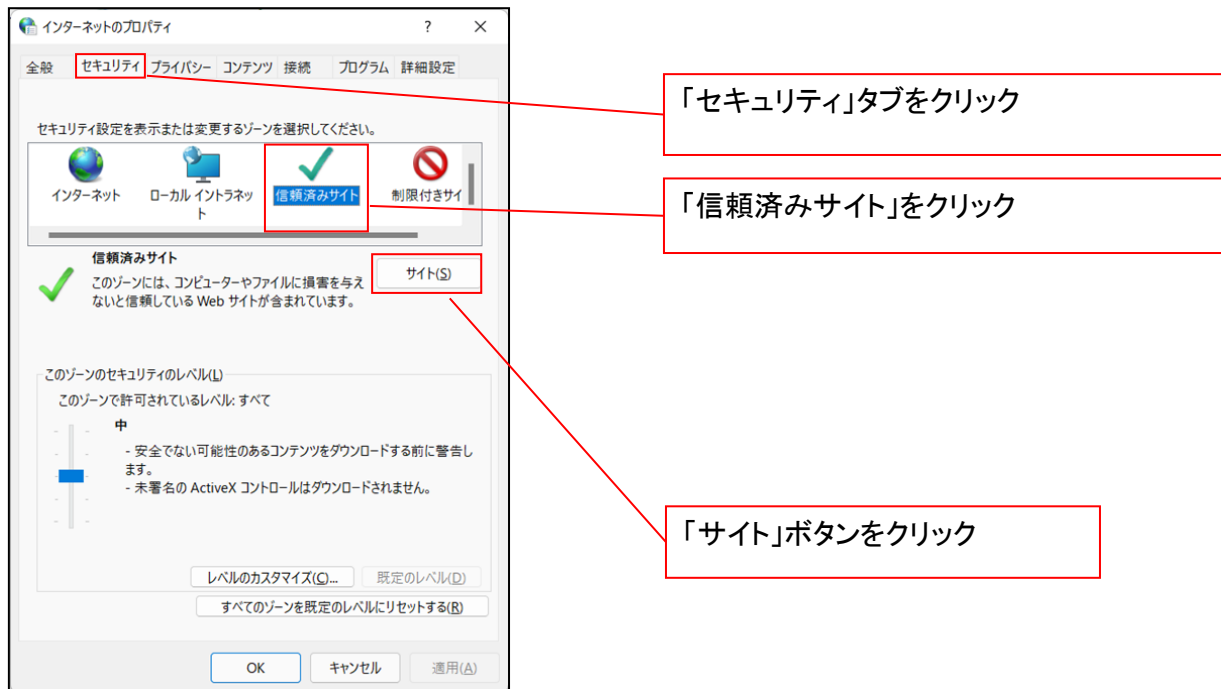 インターネットのプロパティ
?
×
全般 セキュリティ プライバシー コンテンツ 接続 プログラム 詳細設定
セキュリティ設定を表示または変更するゾーンを選択してください。
インターネット
ローカル イントラネッ
ト
信頼済みサイト
制限付きサイ
信頼済みサイト
このゾーンには、コンピューターやファイルに損害を与え
ないと信頼している Web サイトが含まれています。
サイト(S)
このゾーンのセキュリティのレベル(L)
このゾーンで許可されているレベル: すべて
中
- 安全でない可能性のあるコンテンツをダウンロードする前に警告し
ます。
- 未署名の ActiveX コントロールはダウンロードされません。
レベルのカスタマイズ(C)...
既定のレベル(D)
すべてのゾーンを既定のレベルにリセットする(R)
OK
キャンセル
適用(A)
「セキュリティ」タブをクリック
「信頼済みサイト」をクリック
「サイト」ボタンをクリック